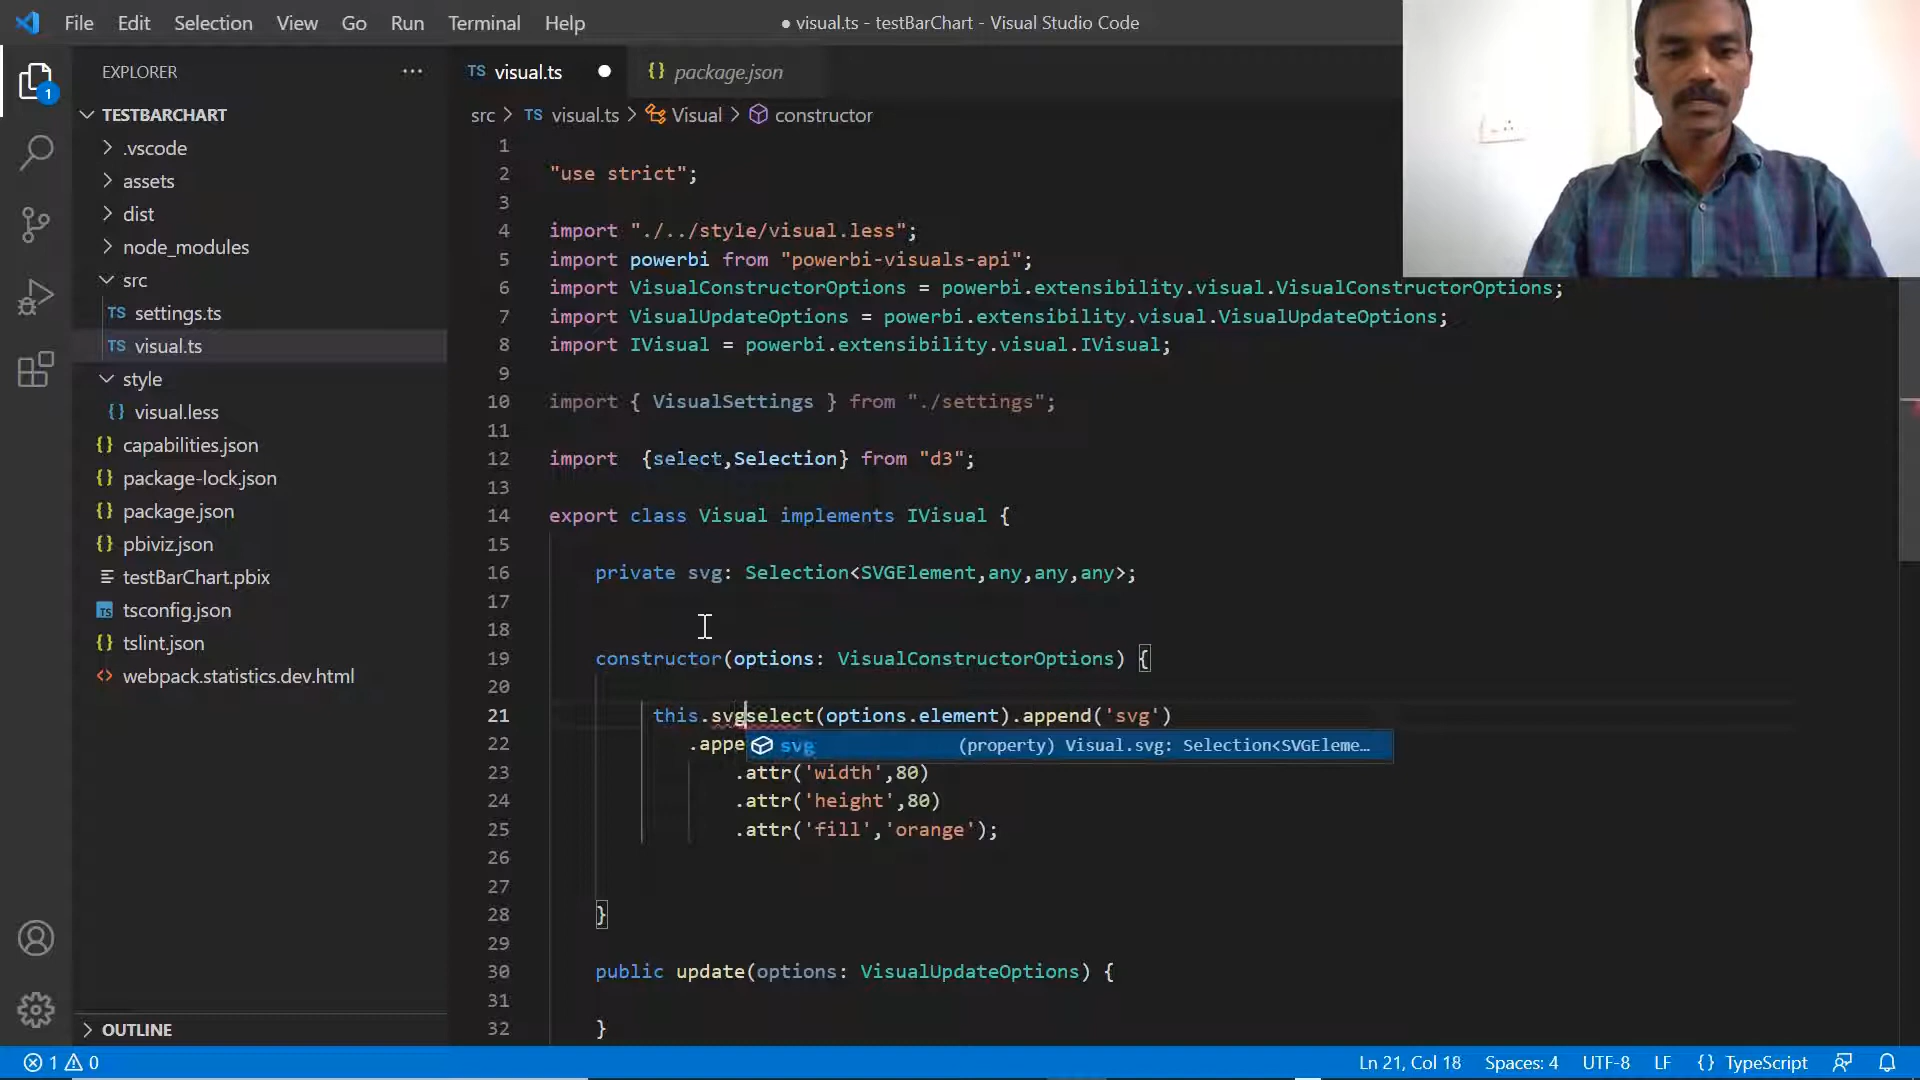 File Edit Selection View Go Run Terminal Help
● visual.ts - testBarChart - Visual Studio Code
EXPLORER
1
TESTBARCHART
.vscode
assets
dist
node_modules
src
TS settings.ts
TS visual.ts
style
{} visual.less
{} capabilities.json
{} package-lock.json
{} package.json
{} pbiviz.json
testBarChart.pbix
TS tsconfig.json
{} tslint.json
<> webpack.statistics.dev.html
OUTLINE
TS visual.ts ● {} package.json
src > TS visual.ts > Visual > constructor
1
2 "use strict";
3
4 import "./../style/visual.less";
5 import powerbi from "powerbi-visuals-api";
6 import VisualConstructorOptions = powerbi.extensibility.visual.VisualConstructorOptions;
7 import VisualUpdateOptions = powerbi.extensibility.visual.VisualUpdateOptions;
8 import IVisual = powerbi.extensibility.visual.IVisual;
9
10 import { VisualSettings } from "./settings";
11
12 import {select,Selection} from "d3";
13
14 export class Visual implements IVisual {
15
16 private svg: Selection<SVGElement,any,any,any>;
17
18
19 constructor(options: VisualConstructorOptions) {
20
21 this.svgselect(options.element).append('svg')
22 .appe
svg (property) Visual.svg: Selection<SVGEleme…
23 .attr('width',80)
24 .attr('height',80)
25 .attr('fill','orange');
26
27
28 }
29
30 public update(options: VisualUpdateOptions) {
31
32 }
1 0 Ln 21, Col 18 Spaces: 4 UTF-8 LF {} TypeScript